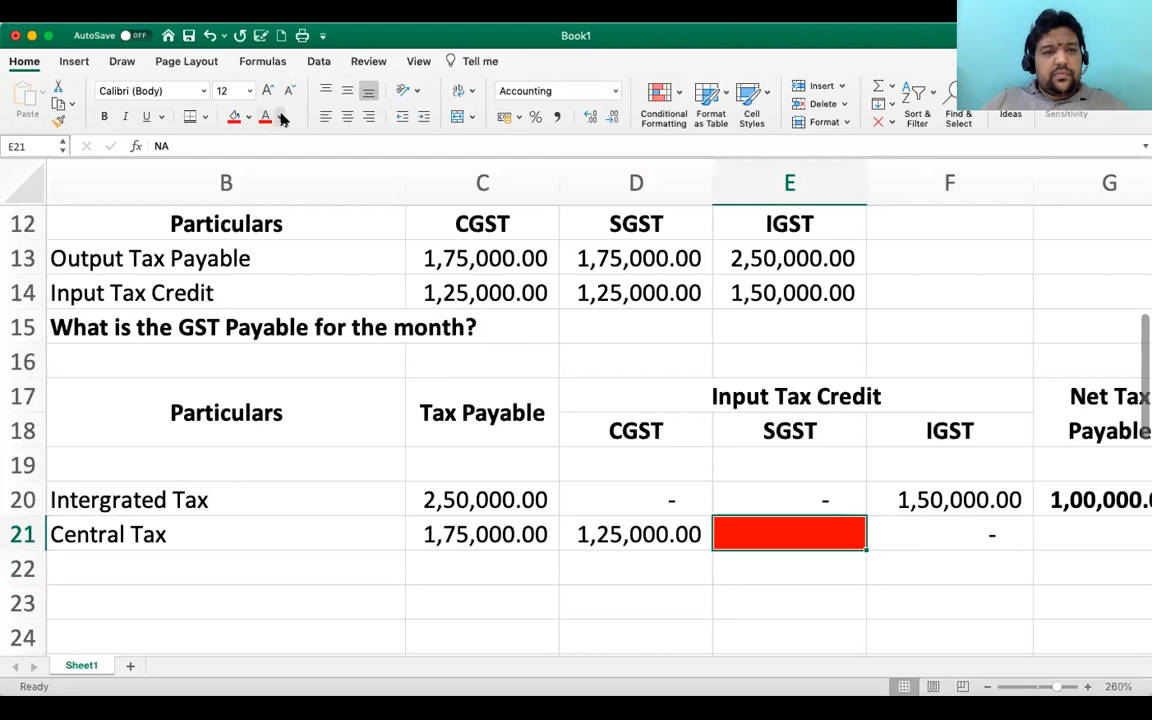 AutoSave OFF
Book1
Home Insert Draw Page Layout Formulas Data Review View Tell me
Paste
Calibri (Body) 12
B I U
Accounting
Conditional Formatting
Format as Table
Cell Styles
Insert
Delete
Format
Sort & Filter
Find & Select
Ideas
Sensitivity
E21 fx NA
B C D E F G
12 Particulars CGST SGST IGST
13 Output Tax Payable 1,75,000.00 1,75,000.00 2,50,000.00
14 Input Tax Credit 1,25,000.00 1,25,000.00 1,50,000.00
15 What is the GST Payable for the month?
16
17 Particulars Tax Payable Input Tax Credit Net Tax
18 CGST SGST IGST Payable
19
20 Intergrated Tax 2,50,000.00 - - 1,50,000.00 1,00,000.0
21 Central Tax 1,75,000.00 1,25,000.00 -
22
23
24
Sheet1 +
Ready 260%